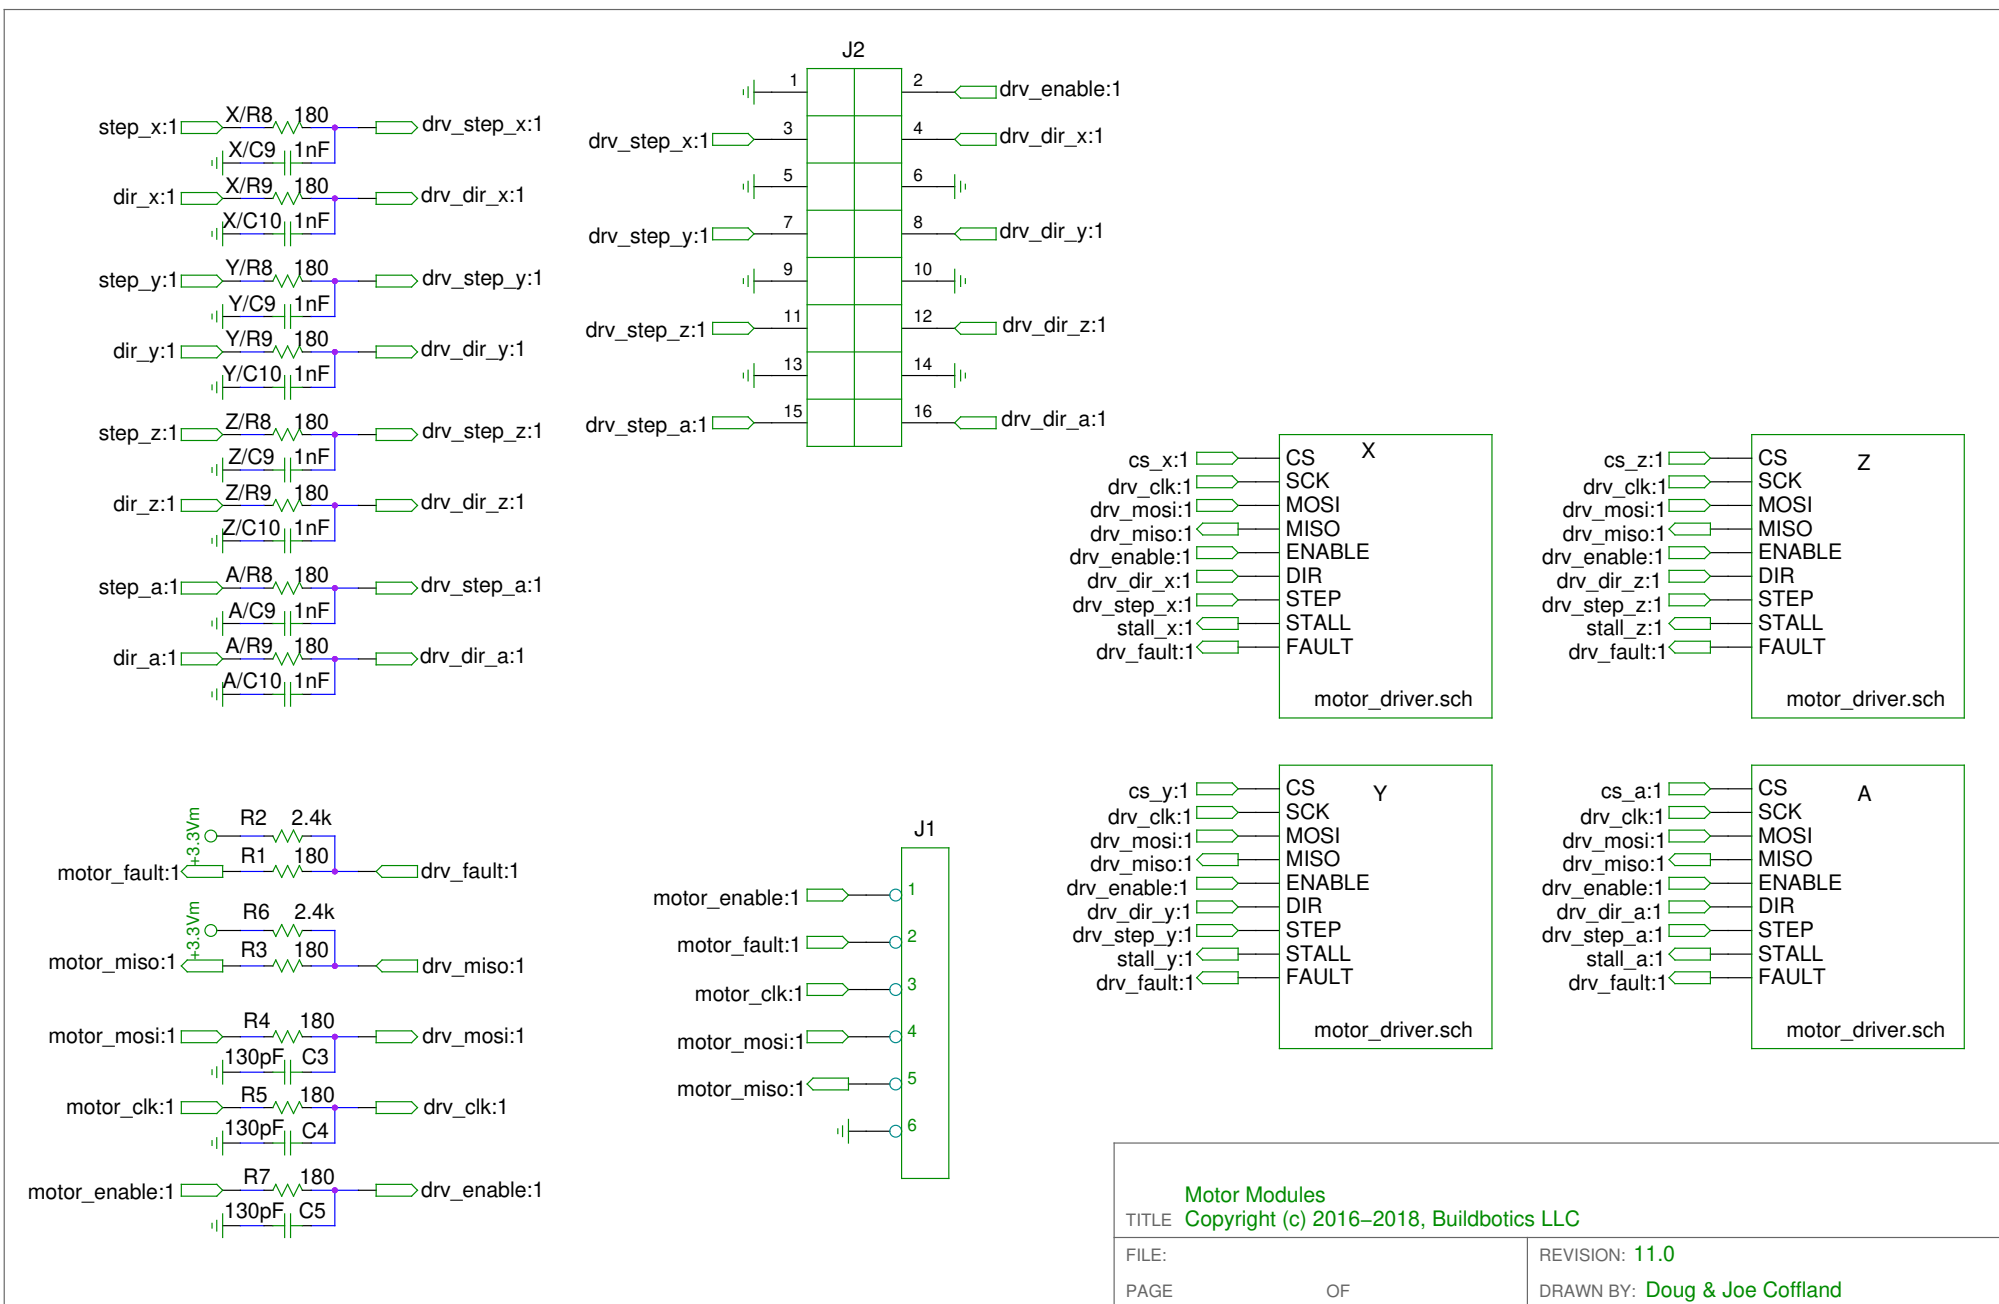 step_x:1 X/R8 180 drv_step_x:1
X/C9 1nF
dir_x:1 X/R9 180 drv_dir_x:1
X/C10 1nF
step_y:1 Y/R8 180 drv_step_y:1
Y/C9 1nF
dir_y:1 Y/R9 180 drv_dir_y:1
Y/C10 1nF
step_z:1 Z/R8 180 drv_step_z:1
Z/C9 1nF
dir_z:1 Z/R9 180 drv_dir_z:1
Z/C10 1nF
step_a:1 A/R8 180 drv_step_a:1
A/C9 1nF
dir_a:1 A/R9 180 drv_dir_a:1
A/C10 1nF
J2
1 2 drv_enable:1
drv_step_x:1 3 4 drv_dir_x:1
5 6
drv_step_y:1 7 8 drv_dir_y:1
9 10
drv_step_z:1 11 12 drv_dir_z:1
13 14
drv_step_a:1 15 16 drv_dir_a:1
X
cs_x:1 CS
drv_clk:1 SCK
drv_mosi:1 MOSI
drv_miso:1 MISO
drv_enable:1 ENABLE
drv_dir_x:1 DIR
drv_step_x:1 STEP
stall_x:1 STALL
drv_fault:1 FAULT
motor_driver.sch
Z
cs_z:1 CS
drv_clk:1 SCK
drv_mosi:1 MOSI
drv_miso:1 MISO
drv_enable:1 ENABLE
drv_dir_z:1 DIR
drv_step_z:1 STEP
stall_z:1 STALL
drv_fault:1 FAULT
motor_driver.sch
+3.3Vm R2 2.4k
motor_fault:1 R1 180 drv_fault:1
+3.3Vm R6 2.4k
motor_miso:1 R3 180 drv_miso:1
motor_mosi:1 R4 180 drv_mosi:1
130pF C3
motor_clk:1 R5 180 drv_clk:1
130pF C4
motor_enable:1 R7 180 drv_enable:1
130pF C5
J1
motor_enable:1 1
motor_fault:1 2
motor_clk:1 3
motor_mosi:1 4
motor_miso:1 5
6
Y
cs_y:1 CS
drv_clk:1 SCK
drv_mosi:1 MOSI
drv_miso:1 MISO
drv_enable:1 ENABLE
drv_dir_y:1 DIR
drv_step_y:1 STEP
stall_y:1 STALL
drv_fault:1 FAULT
motor_driver.sch
A
cs_a:1 CS
drv_clk:1 SCK
drv_mosi:1 MOSI
drv_miso:1 MISO
drv_enable:1 ENABLE
drv_dir_a:1 DIR
drv_step_a:1 STEP
stall_a:1 STALL
drv_fault:1 FAULT
motor_driver.sch
Motor Modules
TITLE Copyright (c) 2016−2018, Buildbotics LLC
FILE: REVISION: 11.0
PAGE OF DRAWN BY: Doug & Joe Coffland